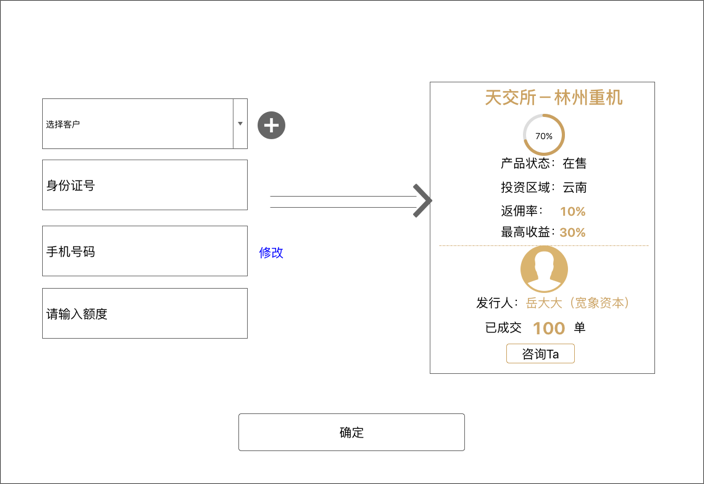 选择客户
身份证号
手机号码
修改
请输入额度
天交所－林州重机
70%
产品状态：在售
投资区域：云南
返佣率： 10%
最高收益：30%
发行人：岳大大（宽象资本）
已成交 100 单
咨询Ta
确定